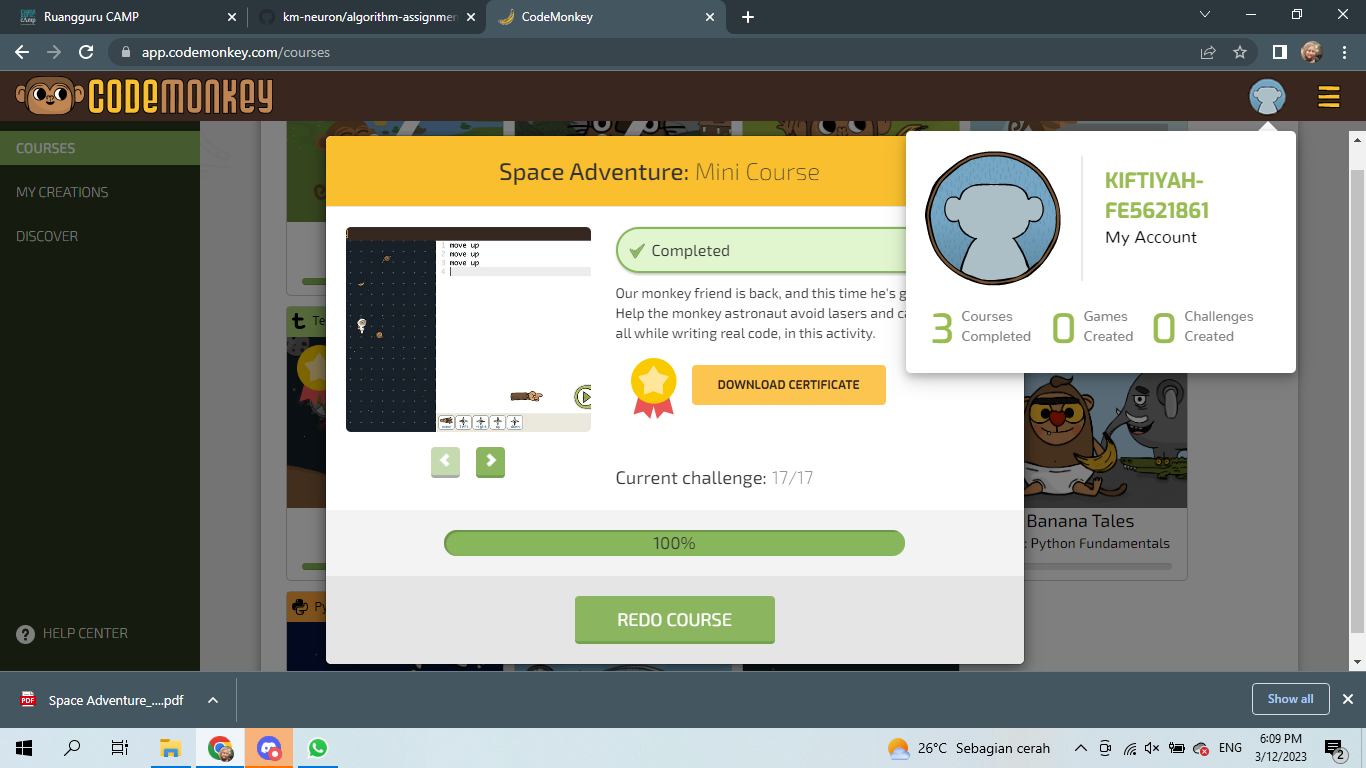 Ruangguru CAMP
km-neuron/algorithm-assignmen
CodeMonkey
app.codemonkey.com/courses
CODEMONKEY
COURSES
MY CREATIONS
DISCOVER
HELP CENTER
Space Adventure: Mini Course
1 move up
2 move up
3 move up
4
Completed
Our monkey friend is back, and this time he's g
Help the monkey astronaut avoid lasers and ca
all while writing real code, in this activity.
DOWNLOAD CERTIFICATE
Current challenge: 17/17
100%
REDO COURSE
KIFTIYAH-
FE5621861
My Account
3 Courses Completed
0 Games Created
0 Challenges Created
Te
Banana Tales
: Python Fundamentals
Py
Space Adventure_....pdf
PDF
Show all
26°C Sebagian cerah
ENG
6:09 PM
3/12/2023
2